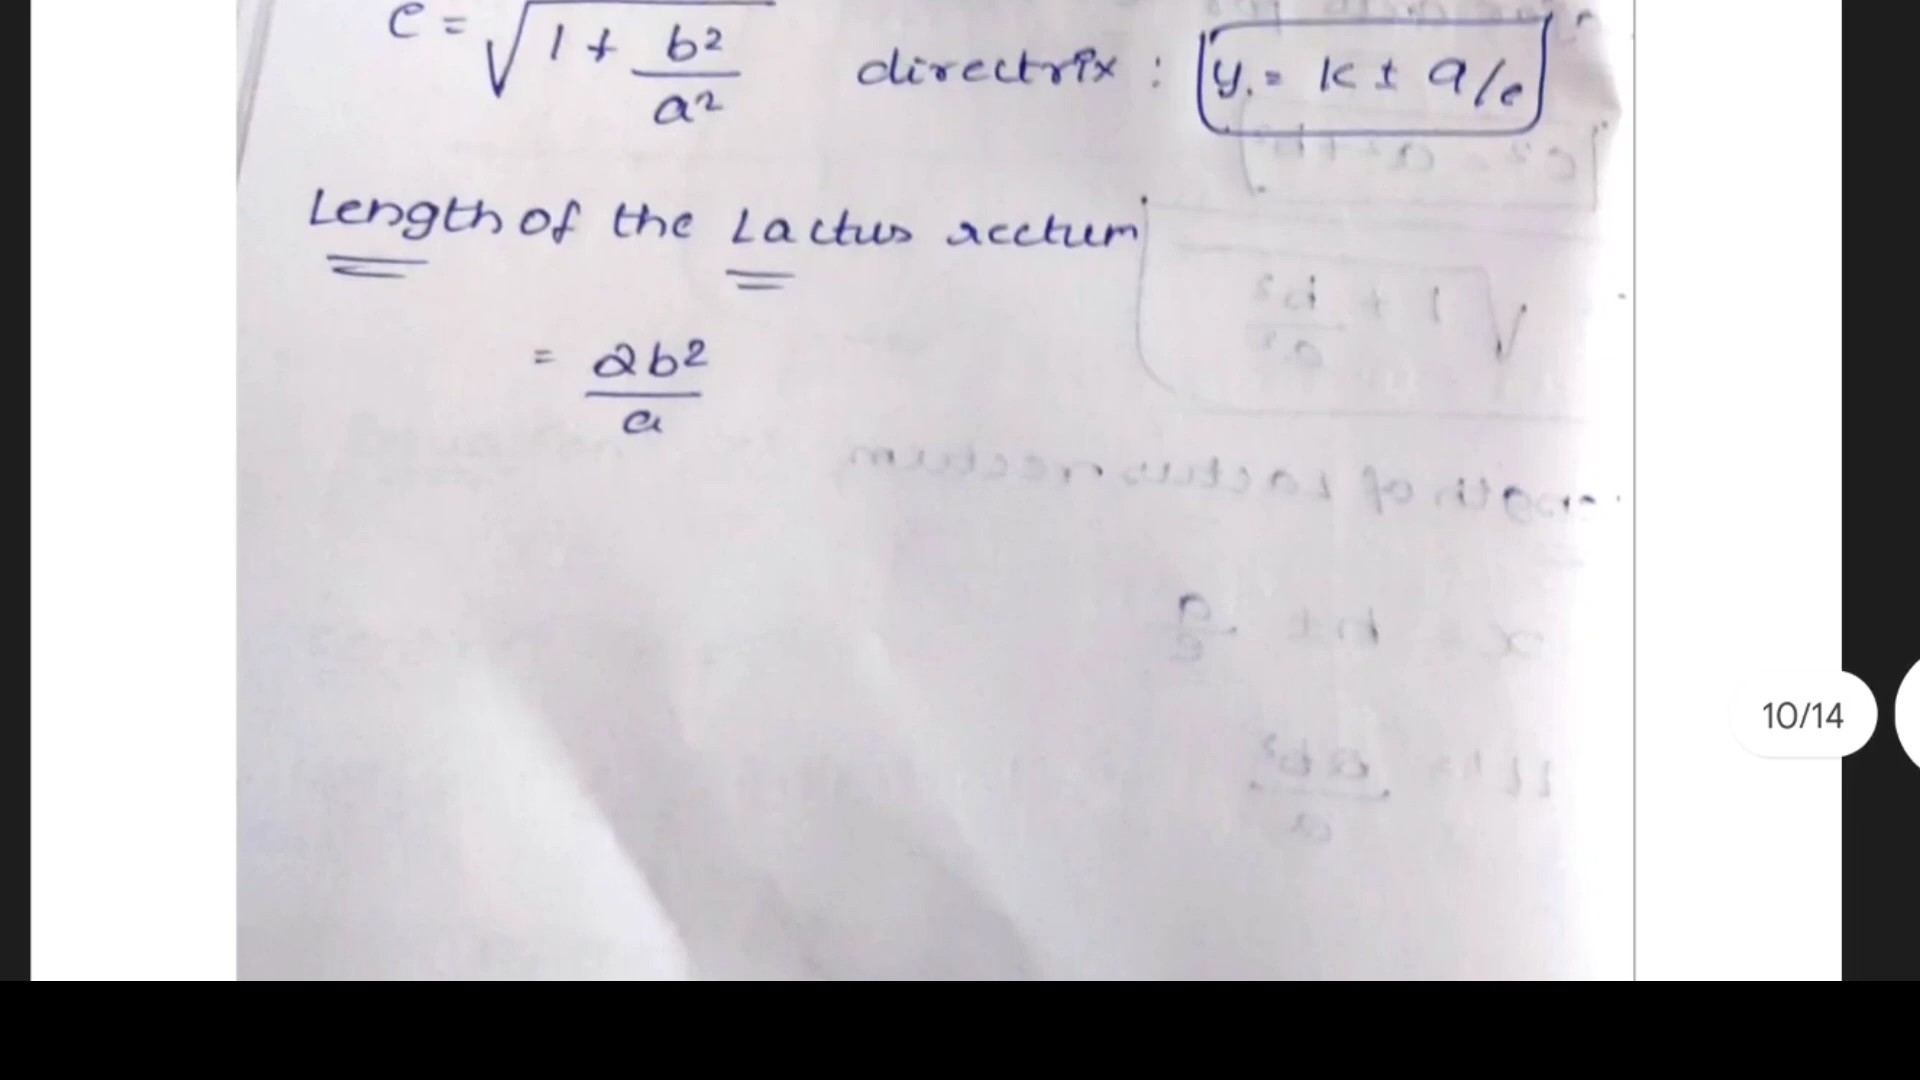 e = √1 + b²/a² directrix : y = k ± a/e
Length of the Lactus rectum
= 2b²/a
10/14